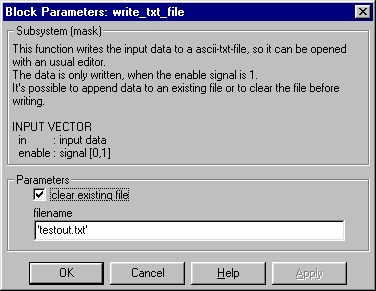 Block Parameters: write_txt_file
Subsystem (mask)
This function writes the input data to a ascii-txt-file, so it can be opened
with an usual editor.
The data is only written, when the enable signal is 1.
It's possible to append data to an existing file or to clear the file before
writing.
INPUT VECTOR
in : input data
enable : signal [0,1]
Parameters
clear existing file
filename
'testout.txt'
OK Cancel Help Apply